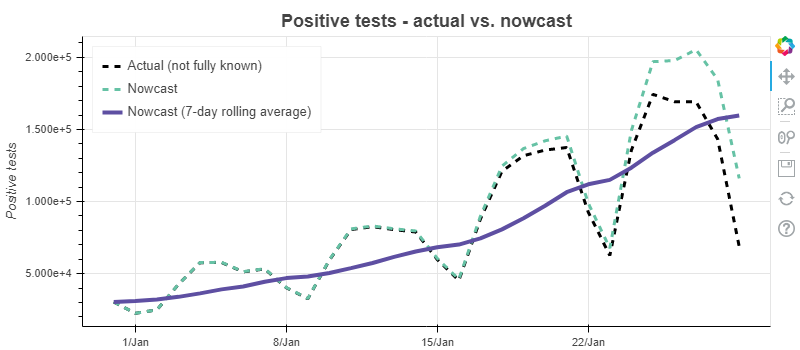 Positive tests - actual vs. nowcast
2.000e+5
1.500e+5
1.000e+5
5.000e+4
Positive tests
Actual (not fully known)
Nowcast
Nowcast (7-day rolling average)
1/Jan
8/Jan
15/Jan
22/Jan